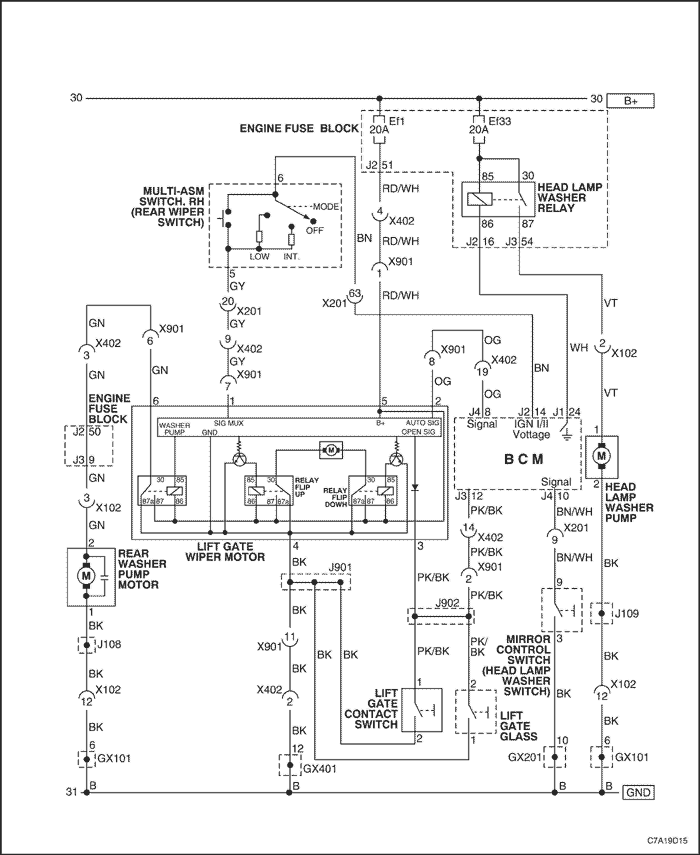 30
30
B+
ENGINE FUSE BLOCK
Ef1
20A
Ef33
20A
J2 51
85
30
HEAD LAMP
WASHER
RELAY
86
87
J2 16
J3 54
6
MULTI-ASM
SWITCH. RH
(REAR WIPER
SWITCH)
MODE
OFF
LOW
INT.
RD/WH
4
X402
RD/WH
BN
X901
1
RD/WH
5
GY
20
X201
GY
9
X402
GY
X901
7
63
X201
VT
2
X102
VT
WH
GN
X402
3
GN
X901
6
GN
OG
X901
8
X402
19
OG
OG
BN
ENGINE
FUSE
BLOCK
J2 50
J3 9
GN
3
X102
GN
6
1
5
2
WASHER
PUMP
SIG MUX
GND
B+
AUTO SIG
OPEN SIG
M
30
85
87a 87
86
85
30
86
87 87a
RELAY
FLIP
UP
RELAY
FLIP
DOWH
30
85
87a 87
86
LIFT GATE
WIPER MOTOR
4
3
J4 8
J2 14
J1 24
Signal
IGN I/II
Voltage
B C M
Signal
J3 12
J4 10
1
M
2
HEAD
LAMP
WASHER
PUMP
2
M
REAR
WASHER
PUMP
MOTOR
1
BK
J108
BK
X102
12
BK
6
GX101
B
BK
J901
BK
11
X901
BK
BK
BK
X402
2
BK
12
GX401
B
PK/BK
J902
PK/BK
PK/BK
14
X402
PK/BK
X901
2
PK/BK
PK/
BK
1
LIFT
GATE
CONTACT
SWITCH
2
2
LIFT
GATE
GLASS
1
BN/WH
X201
9
BN/WH
9
3
MIRROR
CONTROL
SWITCH
(HEAD LAMP
WASHER
SWITCH)
BK
10
GX201
B
BK
J109
BK
X102
12
BK
6
GX101
B
31
GND
C7A19D15